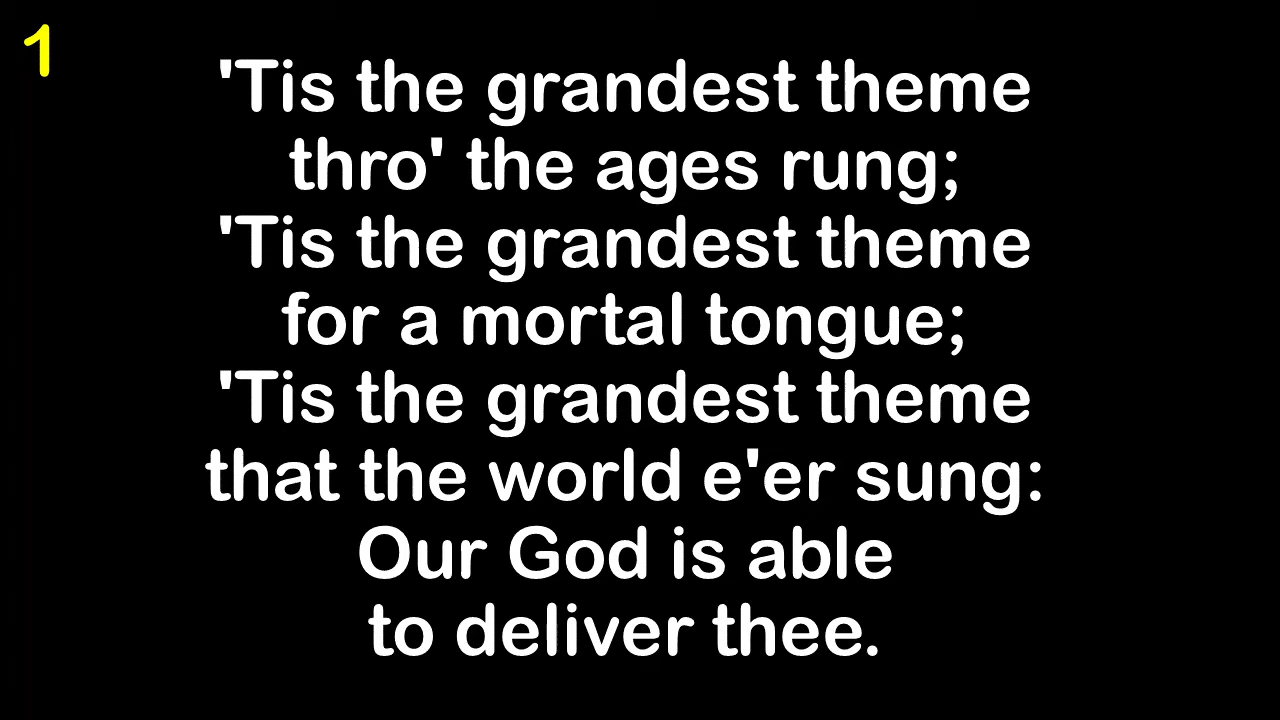 1
'Tis the grandest theme
thro' the ages rung;
'Tis the grandest theme
for a mortal tongue;
'Tis the grandest theme
that the world e'er sung:
Our God is able
to deliver thee.